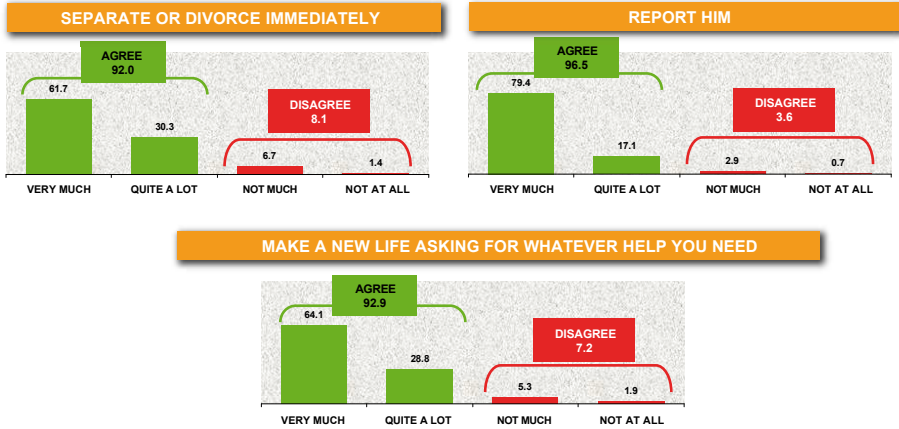 SEPARATE OR DIVORCE IMMEDIATELY
AGREE
92.0
61.7
30.3
DISAGREE
8.1
6.7
1.4
VERY MUCH QUITE A LOT NOT MUCH NOT AT ALL
REPORT HIM
AGREE
96.5
79.4
17.1
DISAGREE
3.6
2.9
0.7
VERY MUCH QUITE A LOT NOT MUCH NOT AT ALL
MAKE A NEW LIFE ASKING FOR WHATEVER HELP YOU NEED
AGREE
92.9
64.1
28.8
DISAGREE
7.2
5.3
1.9
VERY MUCH QUITE A LOT NOT MUCH NOT AT ALL